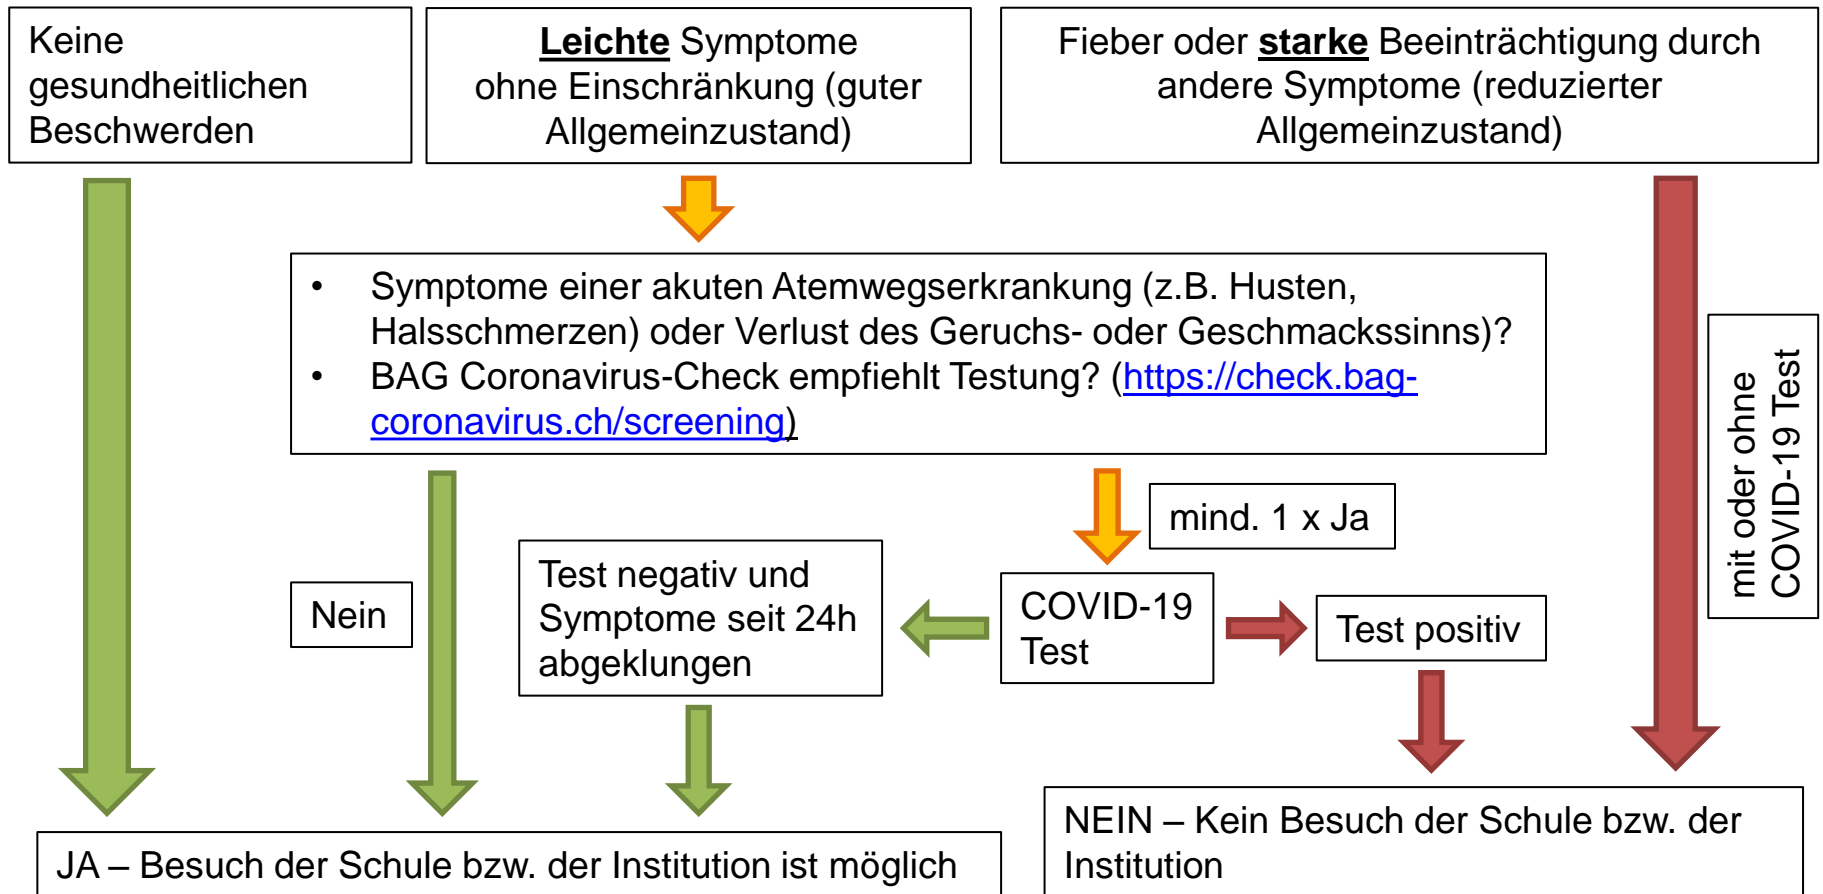 Keine
gesundheitlichen
Beschwerden
Leichte Symptome
ohne Einschränkung (guter
Allgemeinzustand)
Fieber oder starke Beeinträchtigung durch
andere Symptome (reduzierter
Allgemeinzustand)
• Symptome einer akuten Atemwegserkrankung (z.B. Husten,
Halsschmerzen) oder Verlust des Geruchs- oder Geschmackssinns)?
• BAG Coronavirus-Check empfiehlt Testung? (https://check.bag-
coronavirus.ch/screening)
mit oder ohne
COVID-19 Test
mind. 1 x Ja
Nein
Test negativ und
Symptome seit 24h
abgeklungen
COVID-19
Test
Test positiv
JA – Besuch der Schule bzw. der Institution ist möglich
NEIN – Kein Besuch der Schule bzw. der
Institution